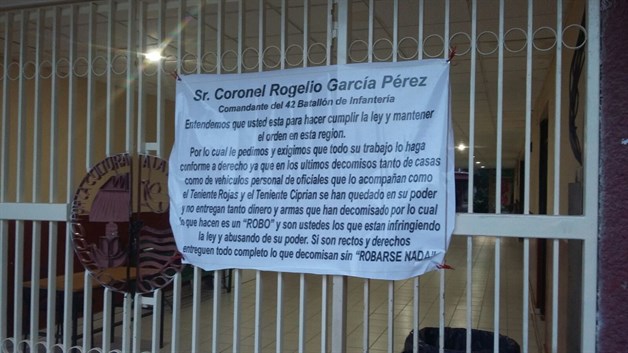 Sr. Coronel Rogelio García Pérez
Comandante del 42 Batallón de Infantería
Entendemos que usted esta para hacer cumplir la ley y mantener
el orden en esta region.
Por lo cual le pedimos y exigimos que todo su trabajo lo haga
conforme a derecho ya que en los ultimos decomisos tanto de casas
como de vehículos personal de oficiales que lo acompañan como
el Teniente Rojas y el Teniente Ciprian se han quedado en su poder
y no entregan tanto dinero y armas que han decomisado por lo cual
lo que hacen es un "ROBO" y son ustedes los que estan infringiendo
la ley y abusando de su poder. Si son rectos y derechos
entreguen todo completo lo que decomisan sin "ROBARSE NADA"
LA CULTURA